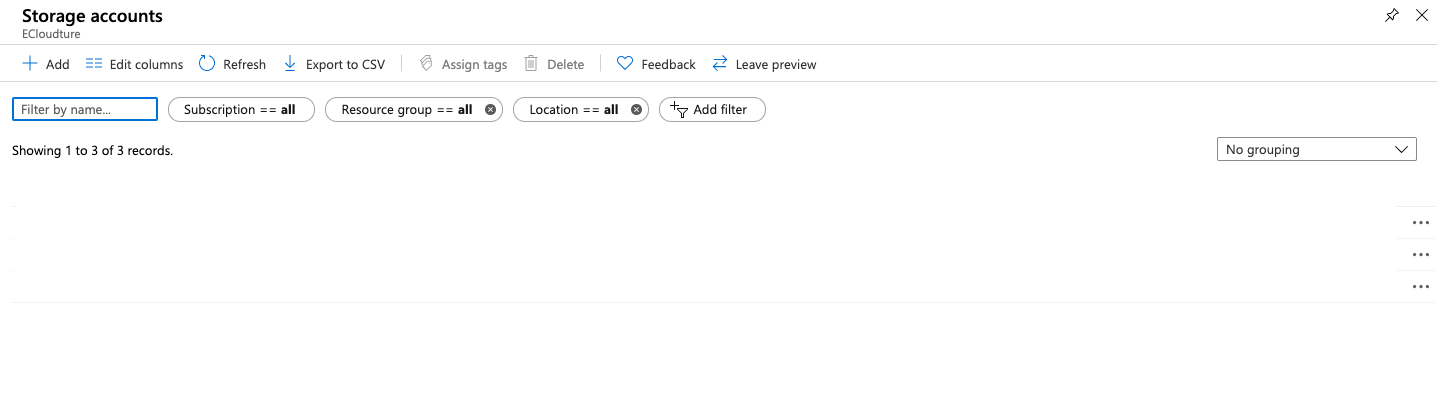 Storage accounts
ECloudture
Add Edit columns Refresh Export to CSV Assign tags Delete Feedback Leave preview
Filter by name... Subscription == all Resource group == all Location == all Add filter
Showing 1 to 3 of 3 records. No grouping